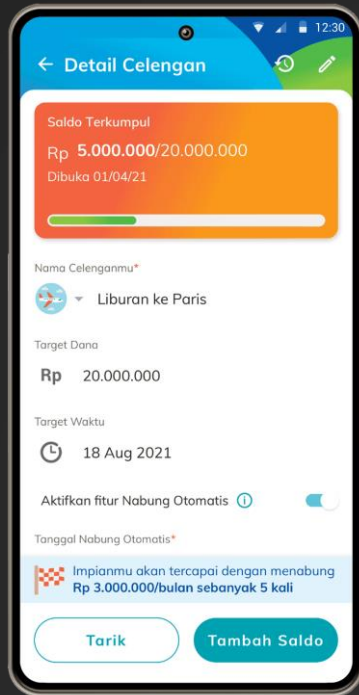 12:30
Detail Celengan
Saldo Terkumpul
Rp 5.000.000/20.000.000
Dibuka 01/04/21
Nama Celenganmu*
Liburan ke Paris
Target Dana
Rp 20.000.000
Target Waktu
18 Aug 2021
Aktifkan fitur Nabung Otomatis
Tanggal Nabung Otomatis*
Impianmu akan tercapai dengan menabung
Rp 3.000.000/bulan sebanyak 5 kali
Tarik
Tambah Saldo